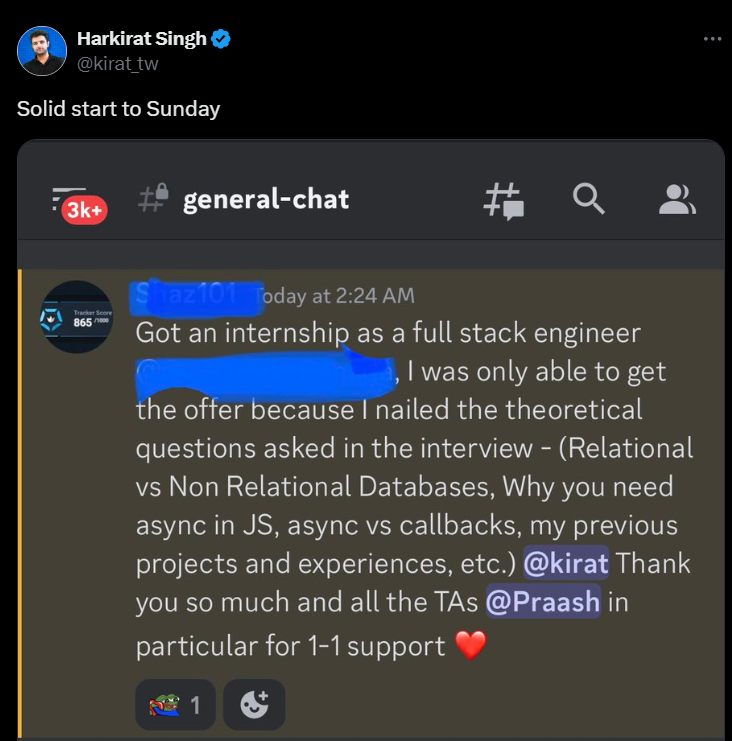 Harkirat Singh
@kirat_tw
Solid start to Sunday
3k+
general-chat
Tracker Score
865 /1000
Today at 2:24 AM
Got an internship as a full stack engineer
@ , I was only able to get
the offer because I nailed the theoretical
questions asked in the interview - (Relational
vs Non Relational Databases, Why you need
async in JS, async vs callbacks, my previous
projects and experiences, etc.) @kirat Thank
you so much and all the TAs @Praash in
particular for 1-1 support ❤️
1